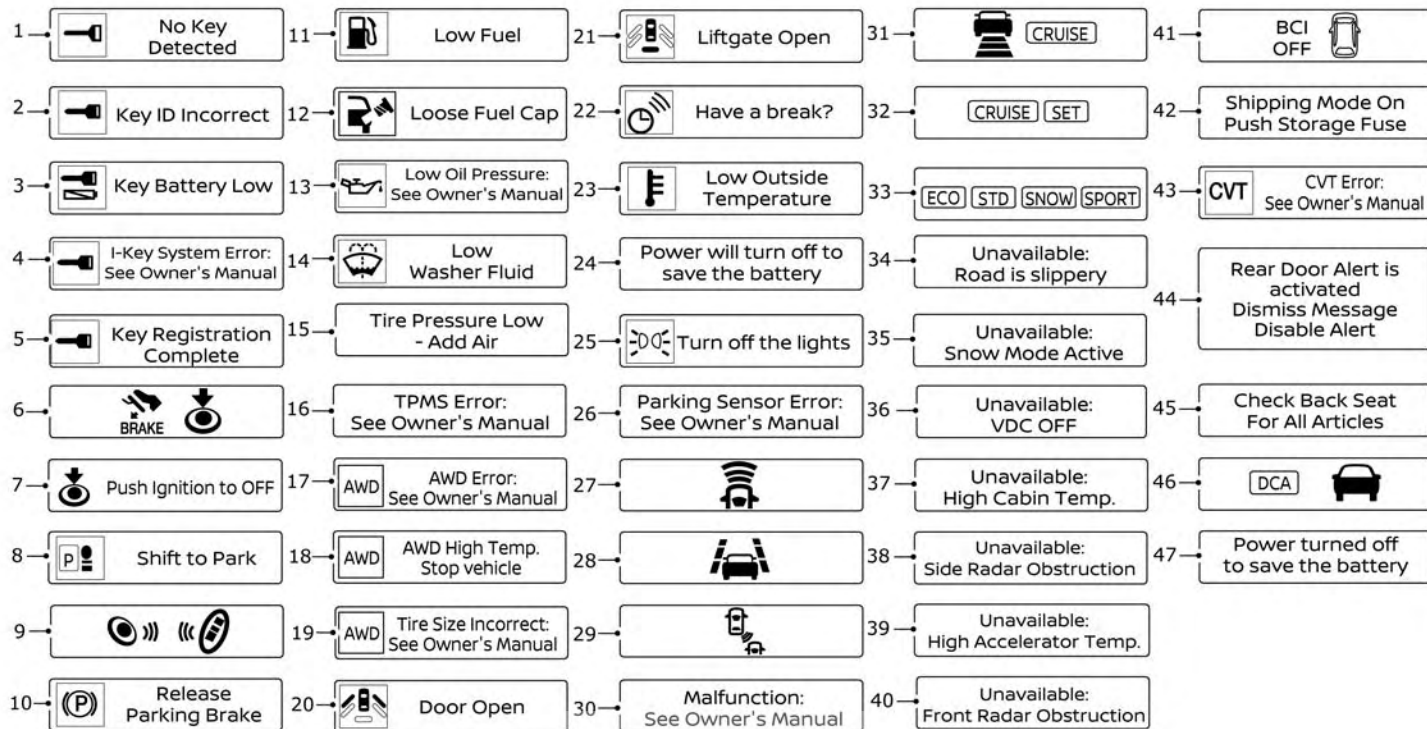 1
No Key
Detected
2
Key ID Incorrect
3
Key Battery Low
4
I-Key System Error:
See Owner's Manual
5
Key Registration
Complete
6
BRAKE
7
Push Ignition to OFF
8
P
Shift to Park
9
10
P
Release
Parking Brake
11
Low Fuel
12
Loose Fuel Cap
13
Low Oil Pressure:
See Owner's Manual
14
Low
Washer Fluid
15
Tire Pressure Low
- Add Air
16
TPMS Error:
See Owner's Manual
17
AWD
AWD Error:
See Owner's Manual
18
AWD
AWD High Temp.
Stop vehicle
19
AWD
Tire Size Incorrect:
See Owner's Manual
20
Door Open
21
Liftgate Open
22
Have a break?
23
Low Outside
Temperature
24
Power will turn off to
save the battery
25
Turn off the lights
26
Parking Sensor Error:
See Owner's Manual
27
28
29
30
Malfunction:
See Owner's Manual
31
CRUISE
32
CRUISE SET
33
ECO STD SNOW SPORT
34
Unavailable:
Road is slippery
35
Unavailable:
Snow Mode Active
36
Unavailable:
VDC OFF
37
Unavailable:
High Cabin Temp.
38
Unavailable:
Side Radar Obstruction
39
Unavailable:
High Accelerator Temp.
40
Unavailable:
Front Radar Obstruction
41
BCI
OFF
42
Shipping Mode On
Push Storage Fuse
43
CVT
CVT Error:
See Owner's Manual
44
Rear Door Alert is
activated
Dismiss Message
Disable Alert
45
Check Back Seat
For All Articles
46
DCA
47
Power turned off
to save the battery